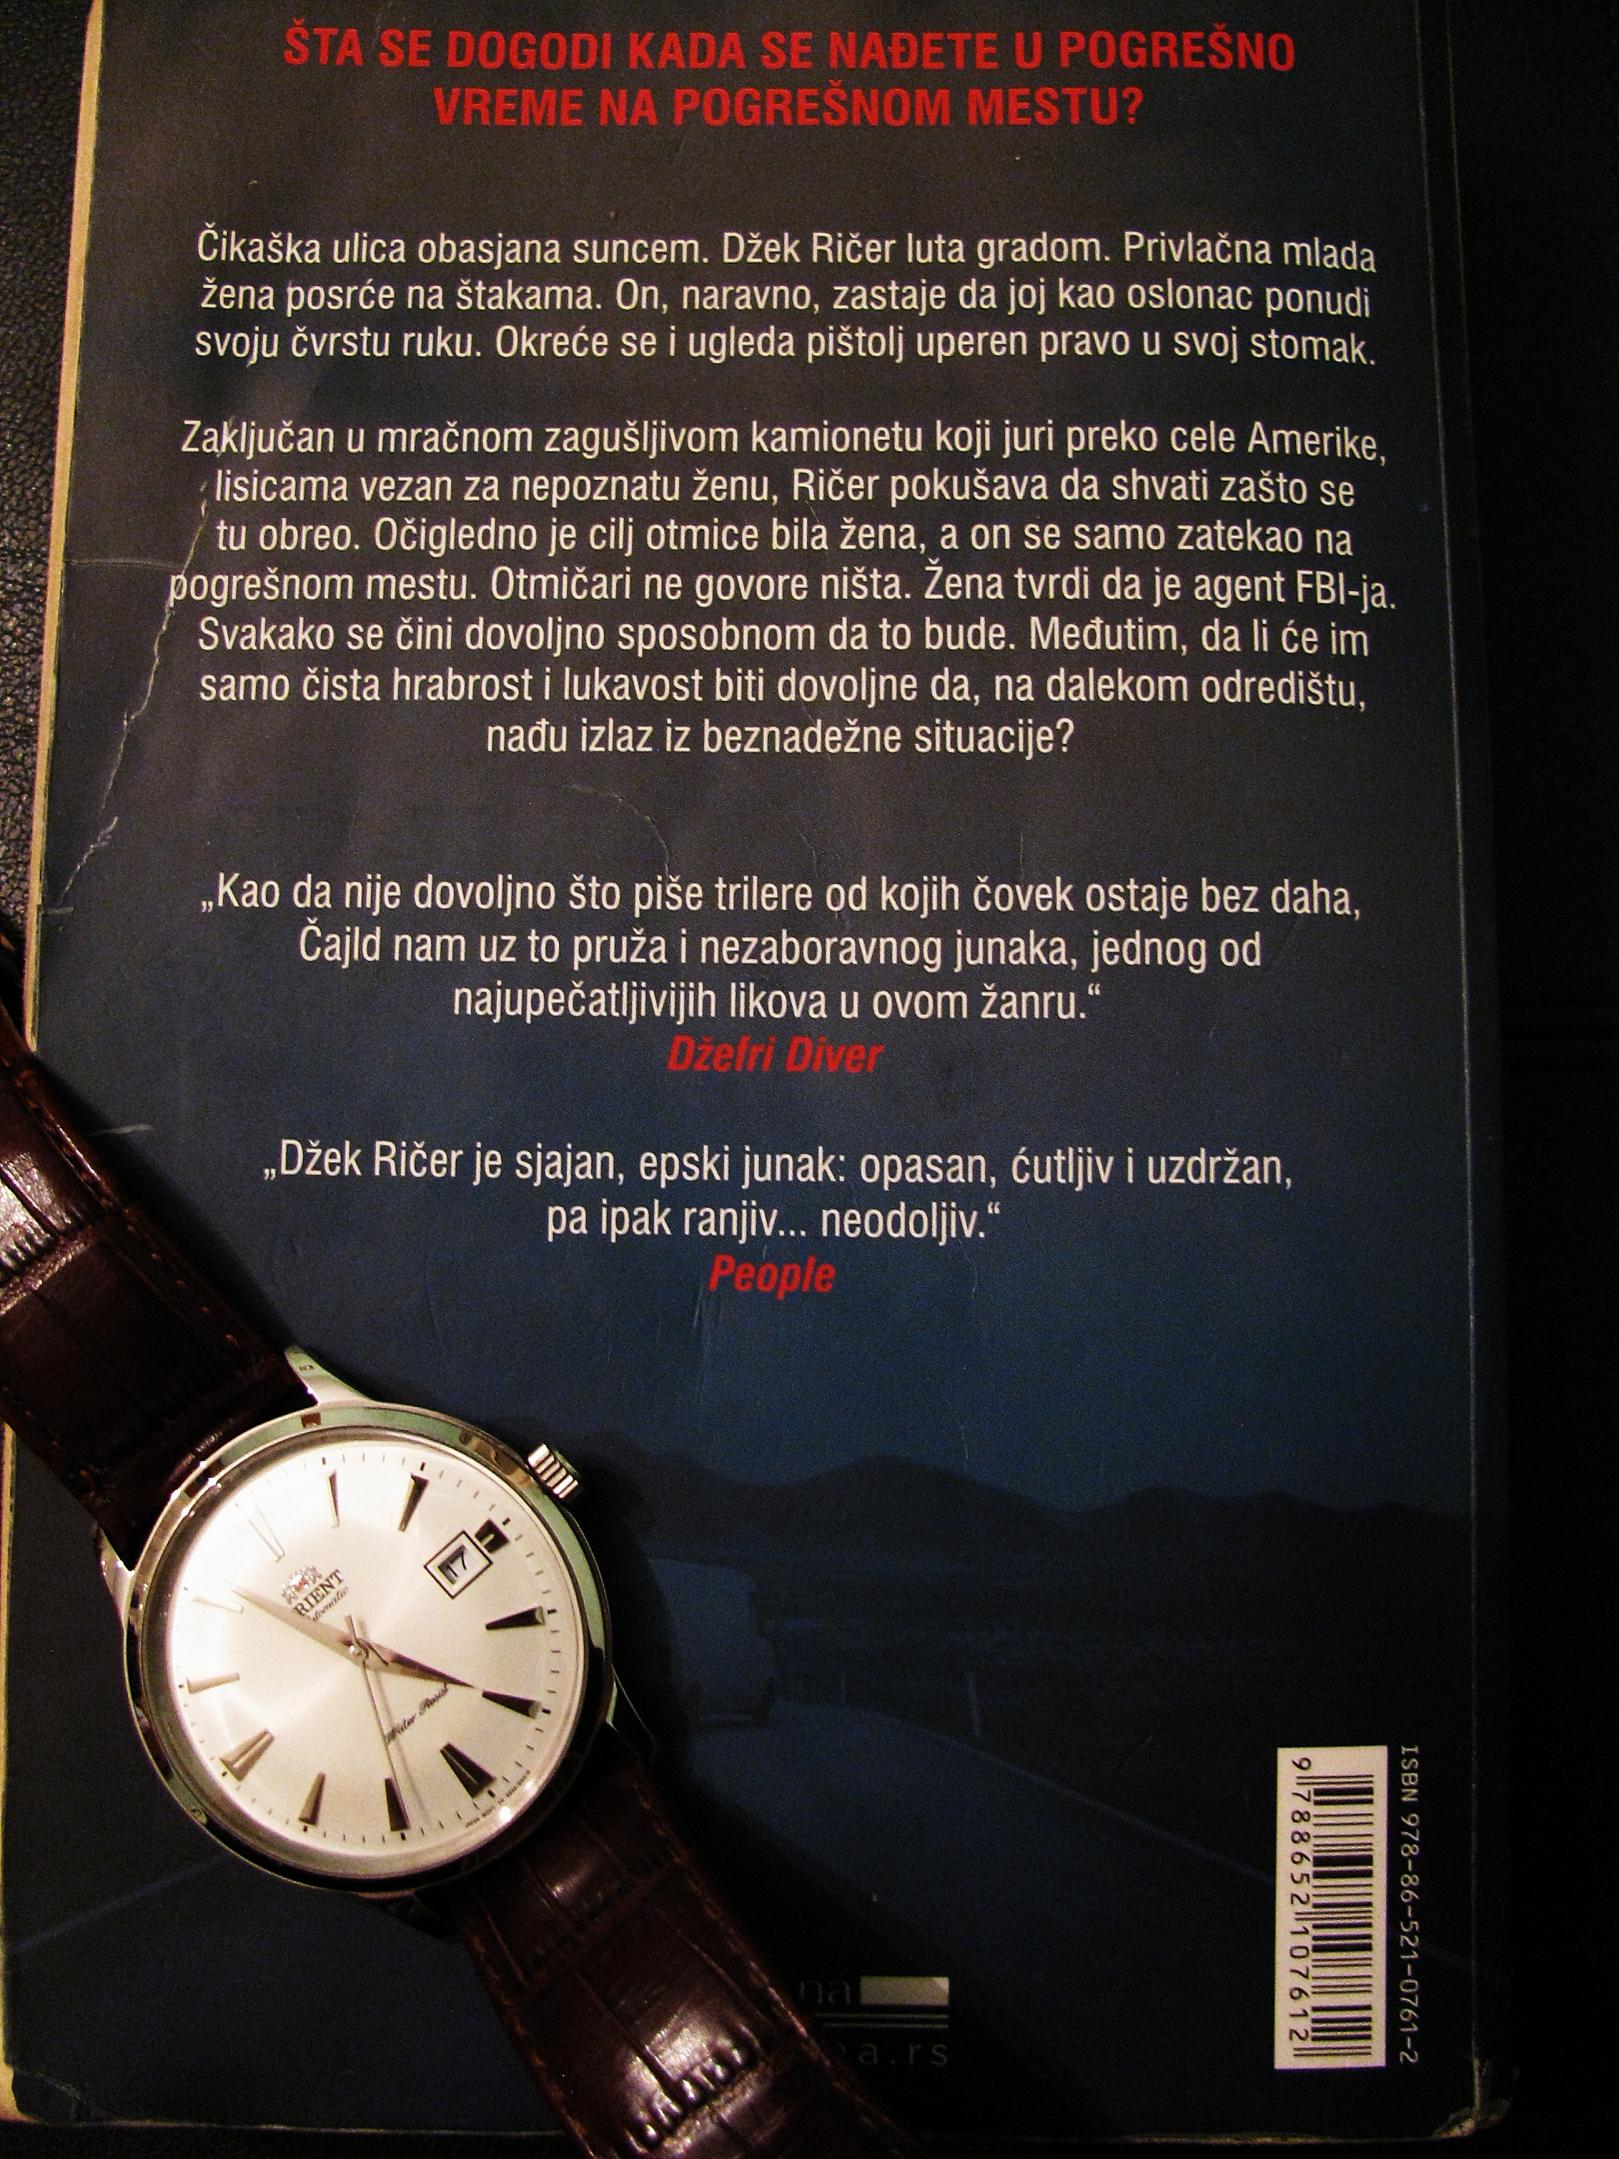 ŠTA SE DOGODI KADA SE NAĐETE U POGREŠNO
VREME NA POGREŠNOM MESTU?
Čikaška ulica obasjana suncem. Džek Ričer luta gradom. Privlačna mlada
žena posrće na štakama. On, naravno, zastaje da joj kao oslonac ponudi
svoju čvrstu ruku. Okreće se i ugleda pištolj uperen pravo u svoj stomak.
Zaključan u mračnom zagušljivom kamionetu koji juri preko cele Amerike,
lisicama vezan za nepoznatu ženu, Ričer pokušava da shvati zašto se
tu obreo. Očigledno je cilj otmice bila žena, a on se samo zatekao na
pogrešnom mestu. Otmičari ne govore ništa. Žena tvrdi da je agent FBI-ja.
Svakako se čini dovoljno sposobnom da to bude. Međutim, da li će im
samo čista hrabrost i lukavost biti dovoljne da, na dalekom odredištu,
nađu izlaz iz beznadežne situacije?
„Kao da nije dovoljno što piše trilere od kojih čovek ostaje bez daha,
Čajld nam uz to pruža i nezaboravnog junaka, jednog od
najupečatljivijih likova u ovom žanru.“
Džefri Diver
„Džek Ričer je sjajan, epski junak: opasan, ćutljiv i uzdržan,
pa ipak ranjiv... neodoljiv.“
People
RIENT
17
Water Resist
na
a.rs
ISBN 978-86-521-0761-2
9 788652 107612